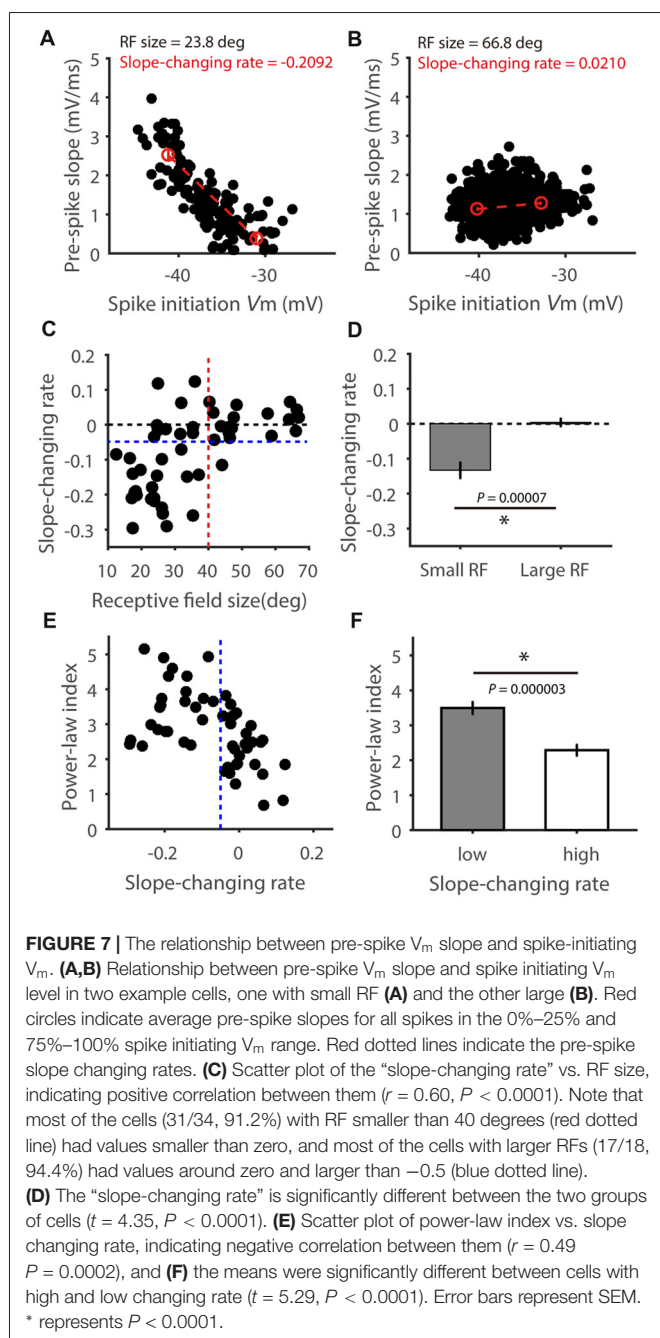 A
RF size = 23.8 deg
Slope-changing rate = -0.2092
Pre-spike slope (mV/ms)
5
4
3
2
1
0
-40
-30
Spike initiation Vm (mV)
B
RF size = 66.8 deg
Slope-changing rate = 0.0210
Pre-spike slope (mV/ms)
5
4
3
2
1
0
-40
-30
Spike initiation Vm (mV)
C
Slope-changing rate
0.2
0.1
0
-0.1
-0.2
-0.3
10 20 30 40 50 60 70
Receptive field size(deg)
D
Slope-changing rate
0.2
0.1
0
-0.1
-0.2
-0.3
P = 0.00007
*
Small RF Large RF
E
Power-law index
5
4
3
2
1
0
-0.2 0 0.2
Slope-changing rate
F
Power-law index
5
4
3
2
1
0
*
P = 0.000003
low high
Slope-changing rate
FIGURE 7 | The relationship between pre-spike Vm slope and spike-initiating
Vm. (A,B) Relationship between pre-spike Vm slope and spike initiating Vm
level in two example cells, one with small RF (A) and the other large (B). Red
circles indicate average pre-spike slopes for all spikes in the 0%–25% and
75%–100% spike initiating Vm range. Red dotted lines indicate the pre-spike
slope changing rates. (C) Scatter plot of the “slope-changing rate” vs. RF size,
indicating positive correlation between them (r = 0.60, P < 0.0001). Note that
most of the cells (31/34, 91.2%) with RF smaller than 40 degrees (red dotted
line) had values smaller than zero, and most of the cells with larger RFs (17/18,
94.4%) had values around zero and larger than −0.5 (blue dotted line).
(D) The “slope-changing rate” is significantly different between the two groups
of cells (t = 4.35, P < 0.0001). (E) Scatter plot of power-law index vs. slope
changing rate, indicating negative correlation between them (r = 0.49
P = 0.0002), and (F) the means were significantly different between cells with
high and low changing rate (t = 5.29, P < 0.0001). Error bars represent SEM.
* represents P < 0.0001.